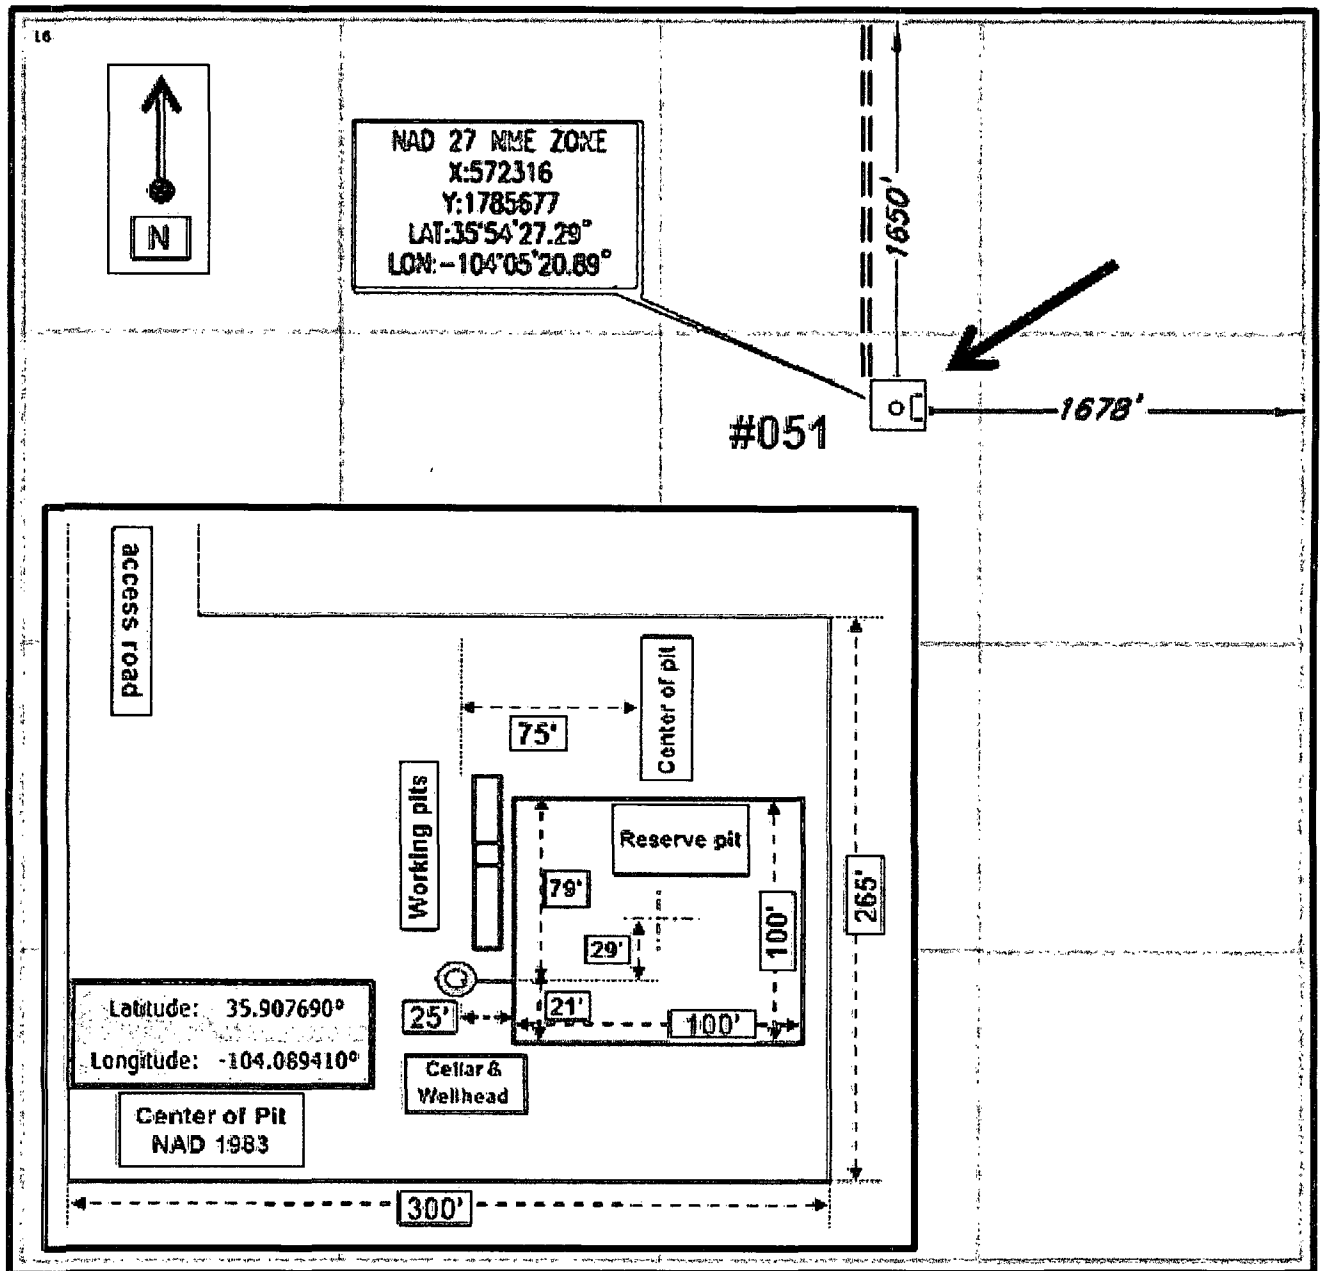 16
N
NAD 27 NME ZONE
X:572316
Y:1785677
LAT:35°54'27.29"
LON:-104°05'20.89"
1650'
1678'
#051
access road
Center of pit
75'
Working pits
Reserve pit
79'
29'
100'
265'
21'
25'
100'
Latitude: 35.907690°
Longitude: -104.089410°
Cellar &
Wellhead
Center of Pit
NAD 1983
300'